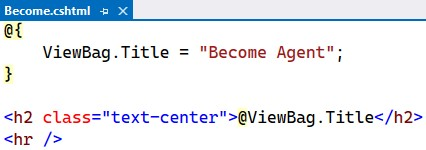 Become.cshtml
@{
    ViewBag.Title = "Become Agent";
}
<h2 class="text-center">@ViewBag.Title</h2>
<hr />